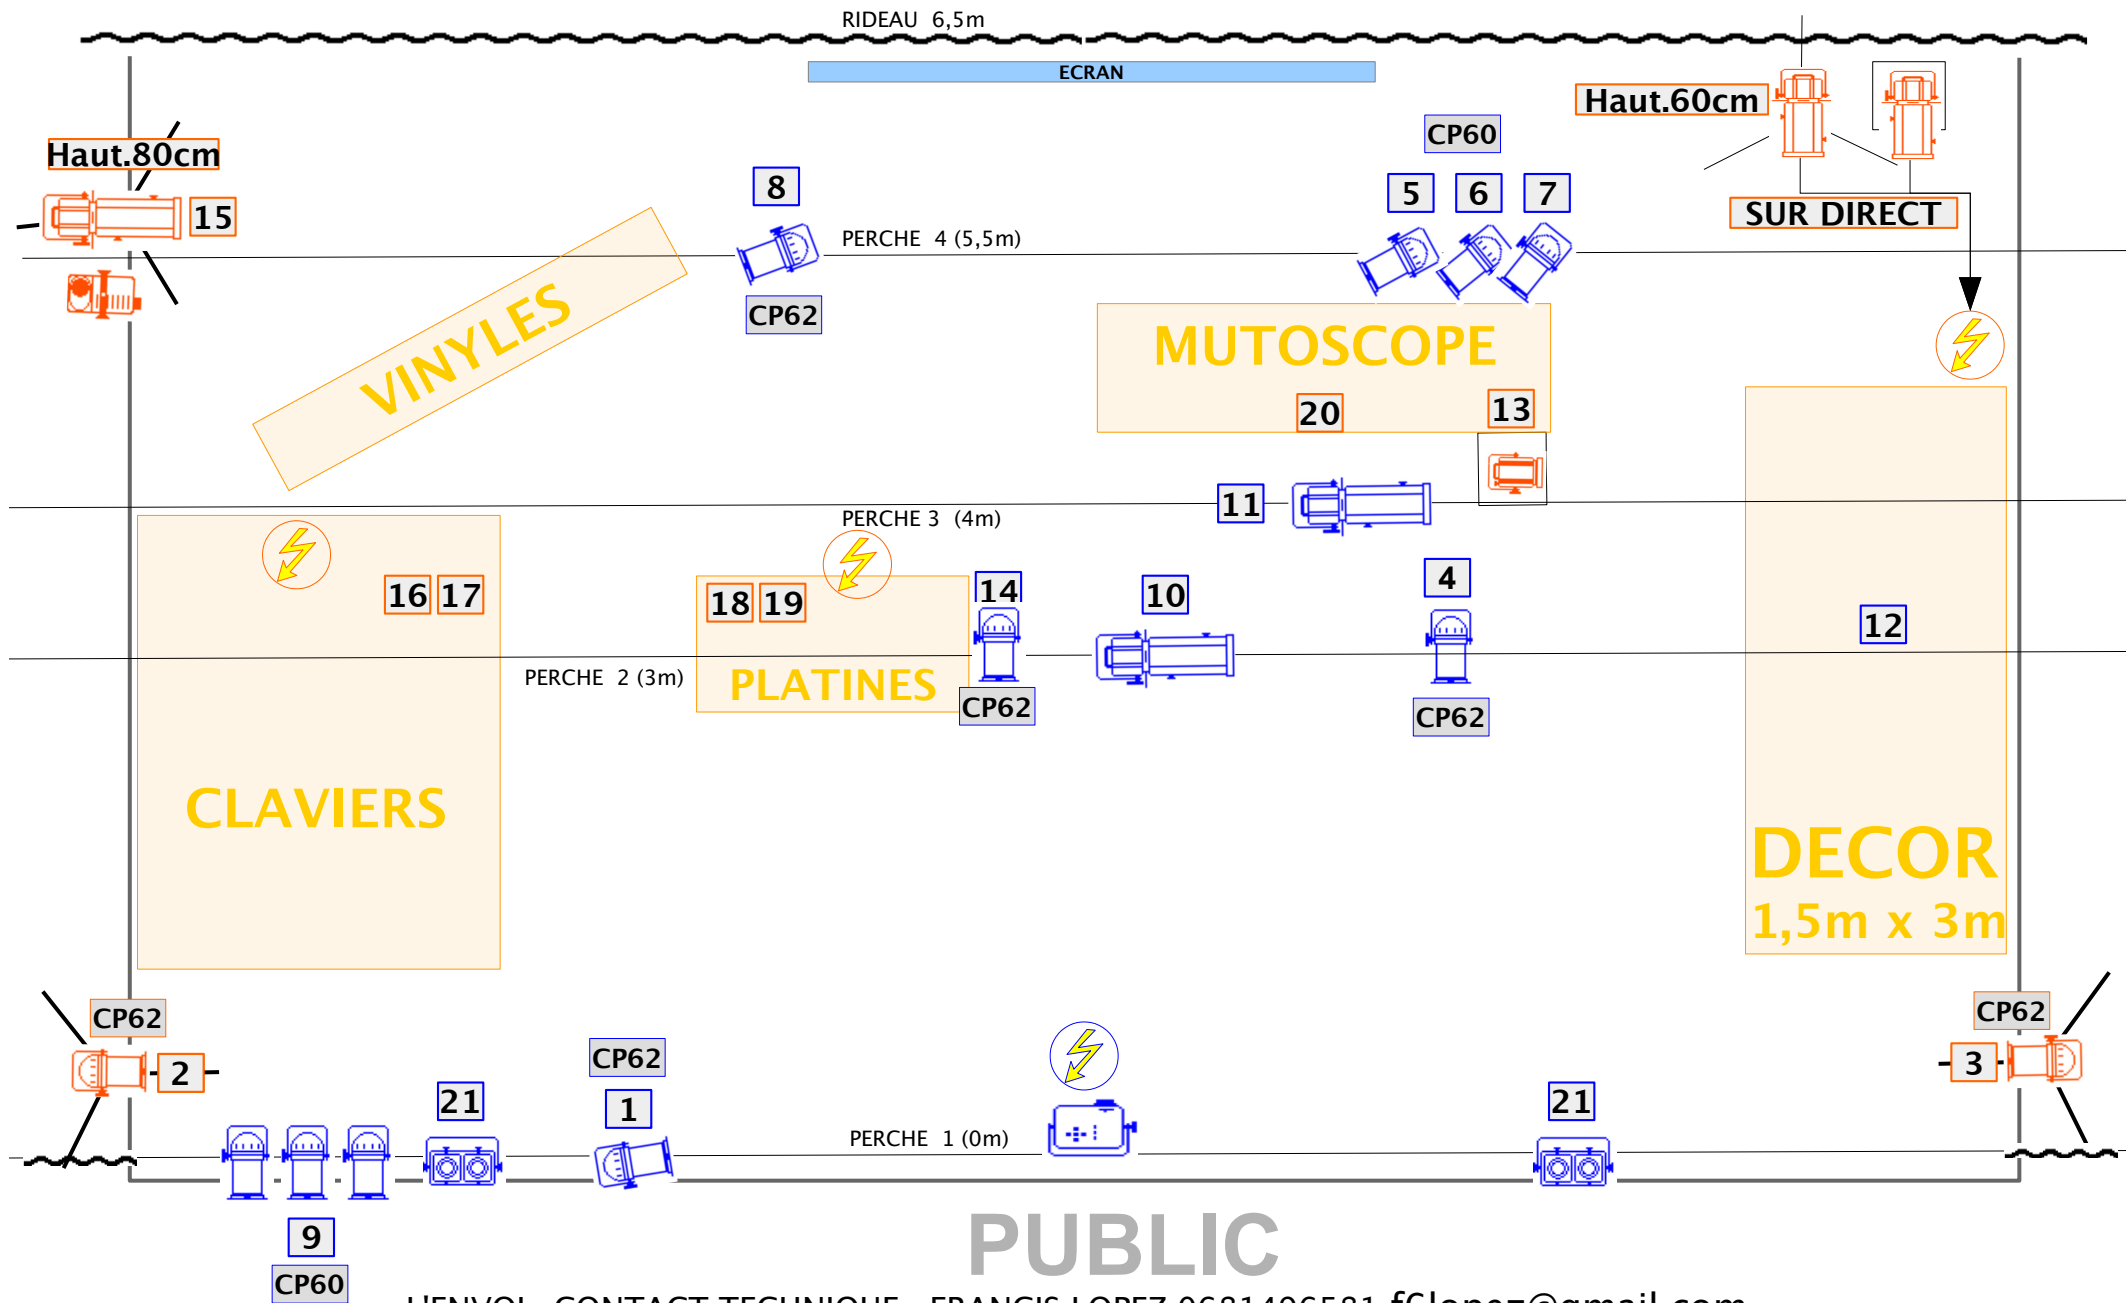 RIDEAU 6,5m
ECRAN
Haut.60cm
CP60
Haut.80cm
8
5 6 7
15
SUR DIRECT
PERCHE 4 (5,5m)
VINYLES
CP62
MUTOSCOPE
20
13
11
PERCHE 3 (4m)
16 17
18 19
14
10
4
12
PERCHE 2 (3m)
PLATINES
CP62
CP62
CLAVIERS
DECOR
1,5m x 3m
CP62
CP62
CP62
2
3
21
1
21
PERCHE 1 (0m)
9
PUBLIC
CP60